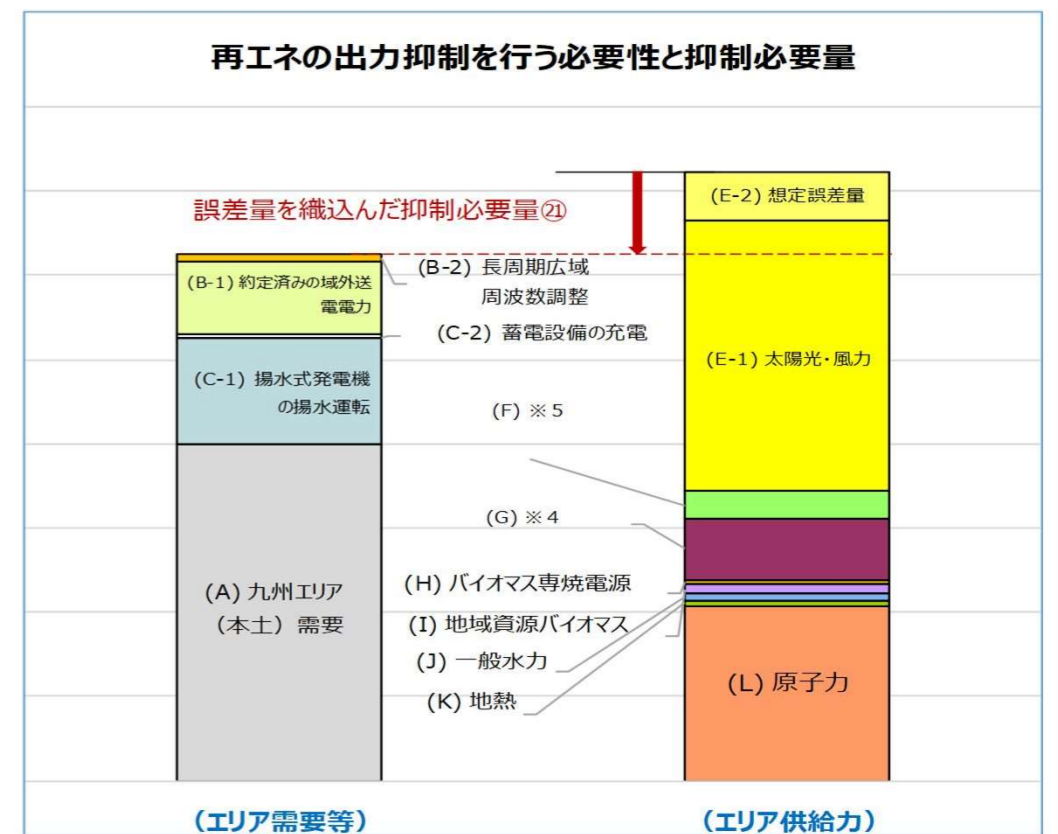 再エネの出力抑制を行う必要性と抑制必要量
誤差量を織込んだ抑制必要量㉑
(B-1) 約定済みの域外送
電電力
(B-2) 長周期広域
周波数調整
(C-2) 蓄電設備の充電
(C-1) 揚水式発電機
の揚水運転
(A) 九州エリア
（本土）需要
(E-2) 想定誤差量
(E-1) 太陽光・風力
(F) ※5
(G) ※4
(H) バイオマス専焼電源
(I) 地域資源バイオマス
(J) 一般水力
(K) 地熱
(L) 原子力
（エリア需要等）
（エリア供給力）